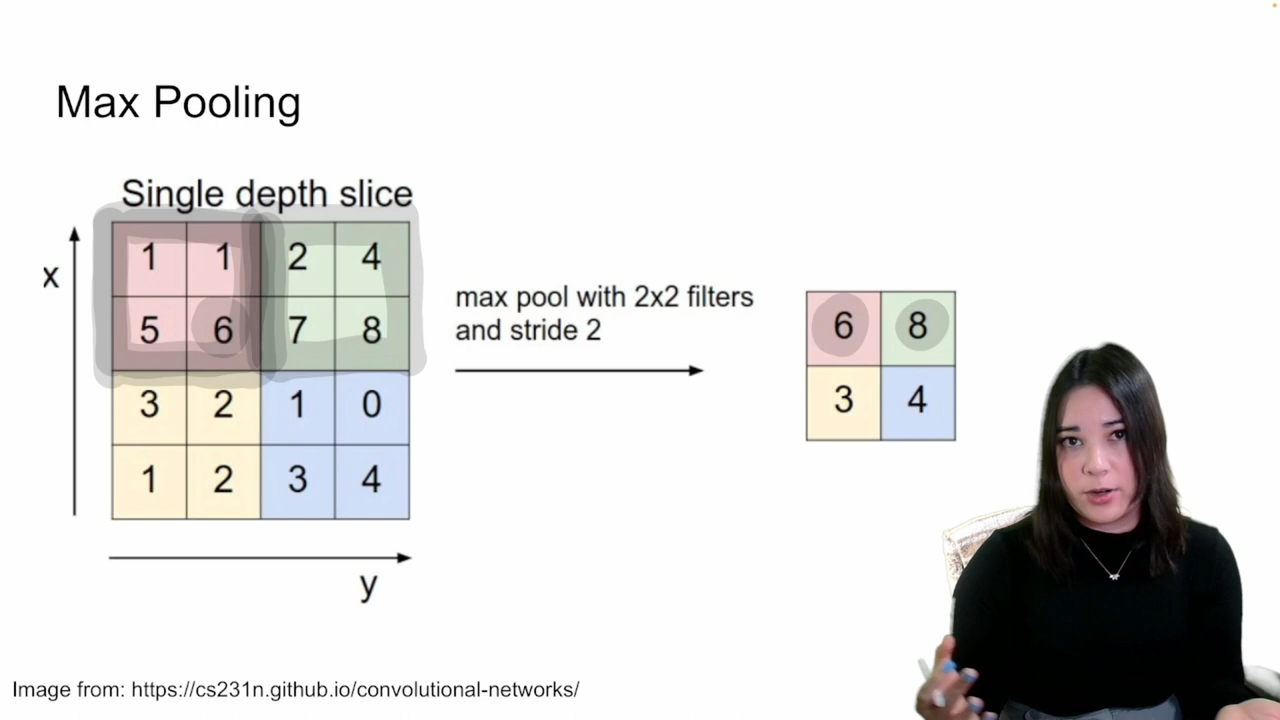 Max Pooling
Single depth slice
x
1 1 2 4
5 6 7 8
3 2 1 0
1 2 3 4
y
max pool with 2x2 filters
and stride 2
6 8
3 4
Image from: https://cs231n.github.io/convolutional-networks/